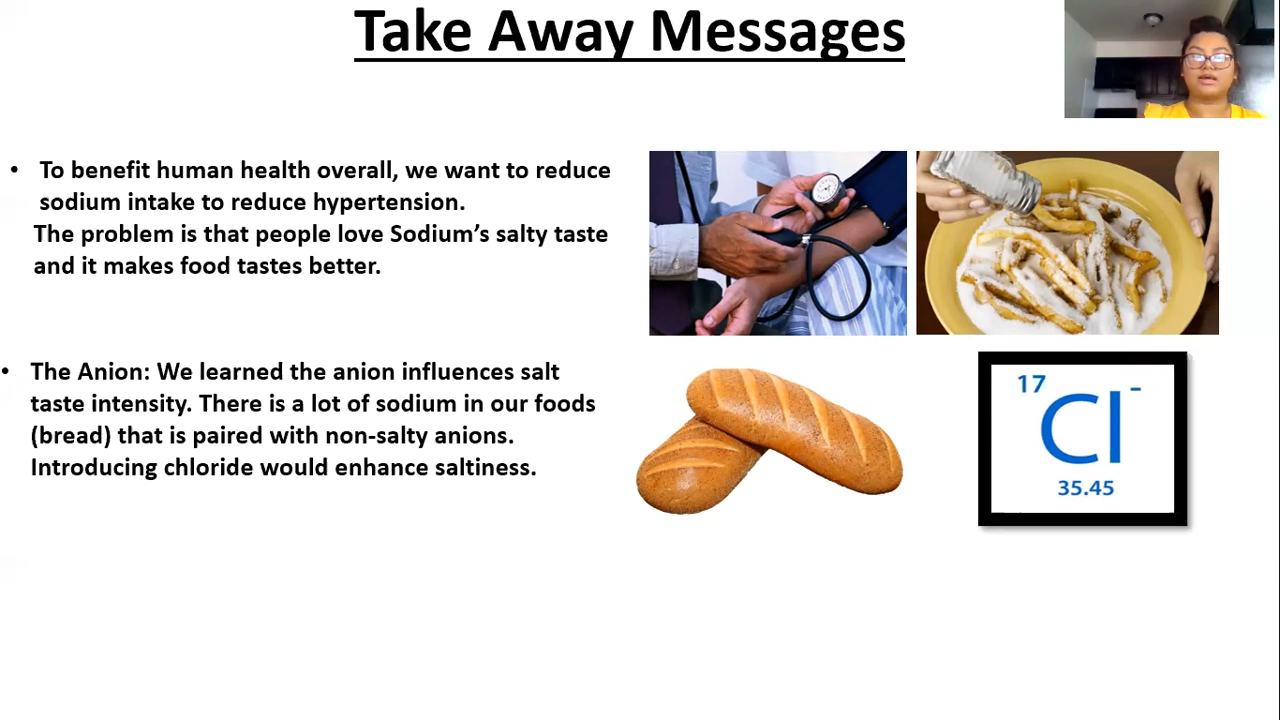 Take Away Messages
• To benefit human health overall, we want to reduce
sodium intake to reduce hypertension.
The problem is that people love Sodium’s salty taste
and it makes food tastes better.
• The Anion: We learned the anion influences salt
taste intensity. There is a lot of sodium in our foods
(bread) that is paired with non-salty anions.
Introducing chloride would enhance saltiness.
17
Cl-
35.45